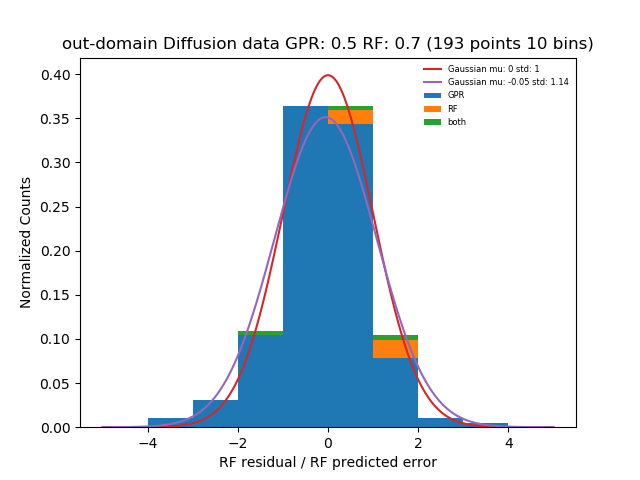 out-domain Diffusion data GPR: 0.5 RF: 0.7 (193 points 10 bins)
Gaussian mu: 0 std: 1
Gaussian mu: -0.05 std: 1.14
GPR
RF
both
Normalized Counts
0.40
0.35
0.30
0.25
0.20
0.15
0.10
0.05
0.00
−4
−2
0
2
4
RF residual / RF predicted error